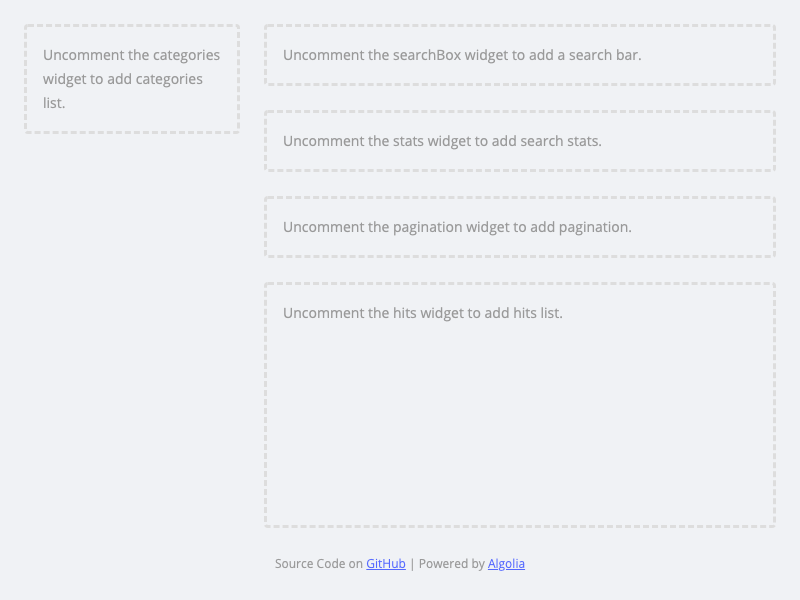 Uncomment the categories
widget to add categories
list.
Uncomment the searchBox widget to add a search bar.
Uncomment the stats widget to add search stats.
Uncomment the pagination widget to add pagination.
Uncomment the hits widget to add hits list.
Source Code on GitHub | Powered by Algolia